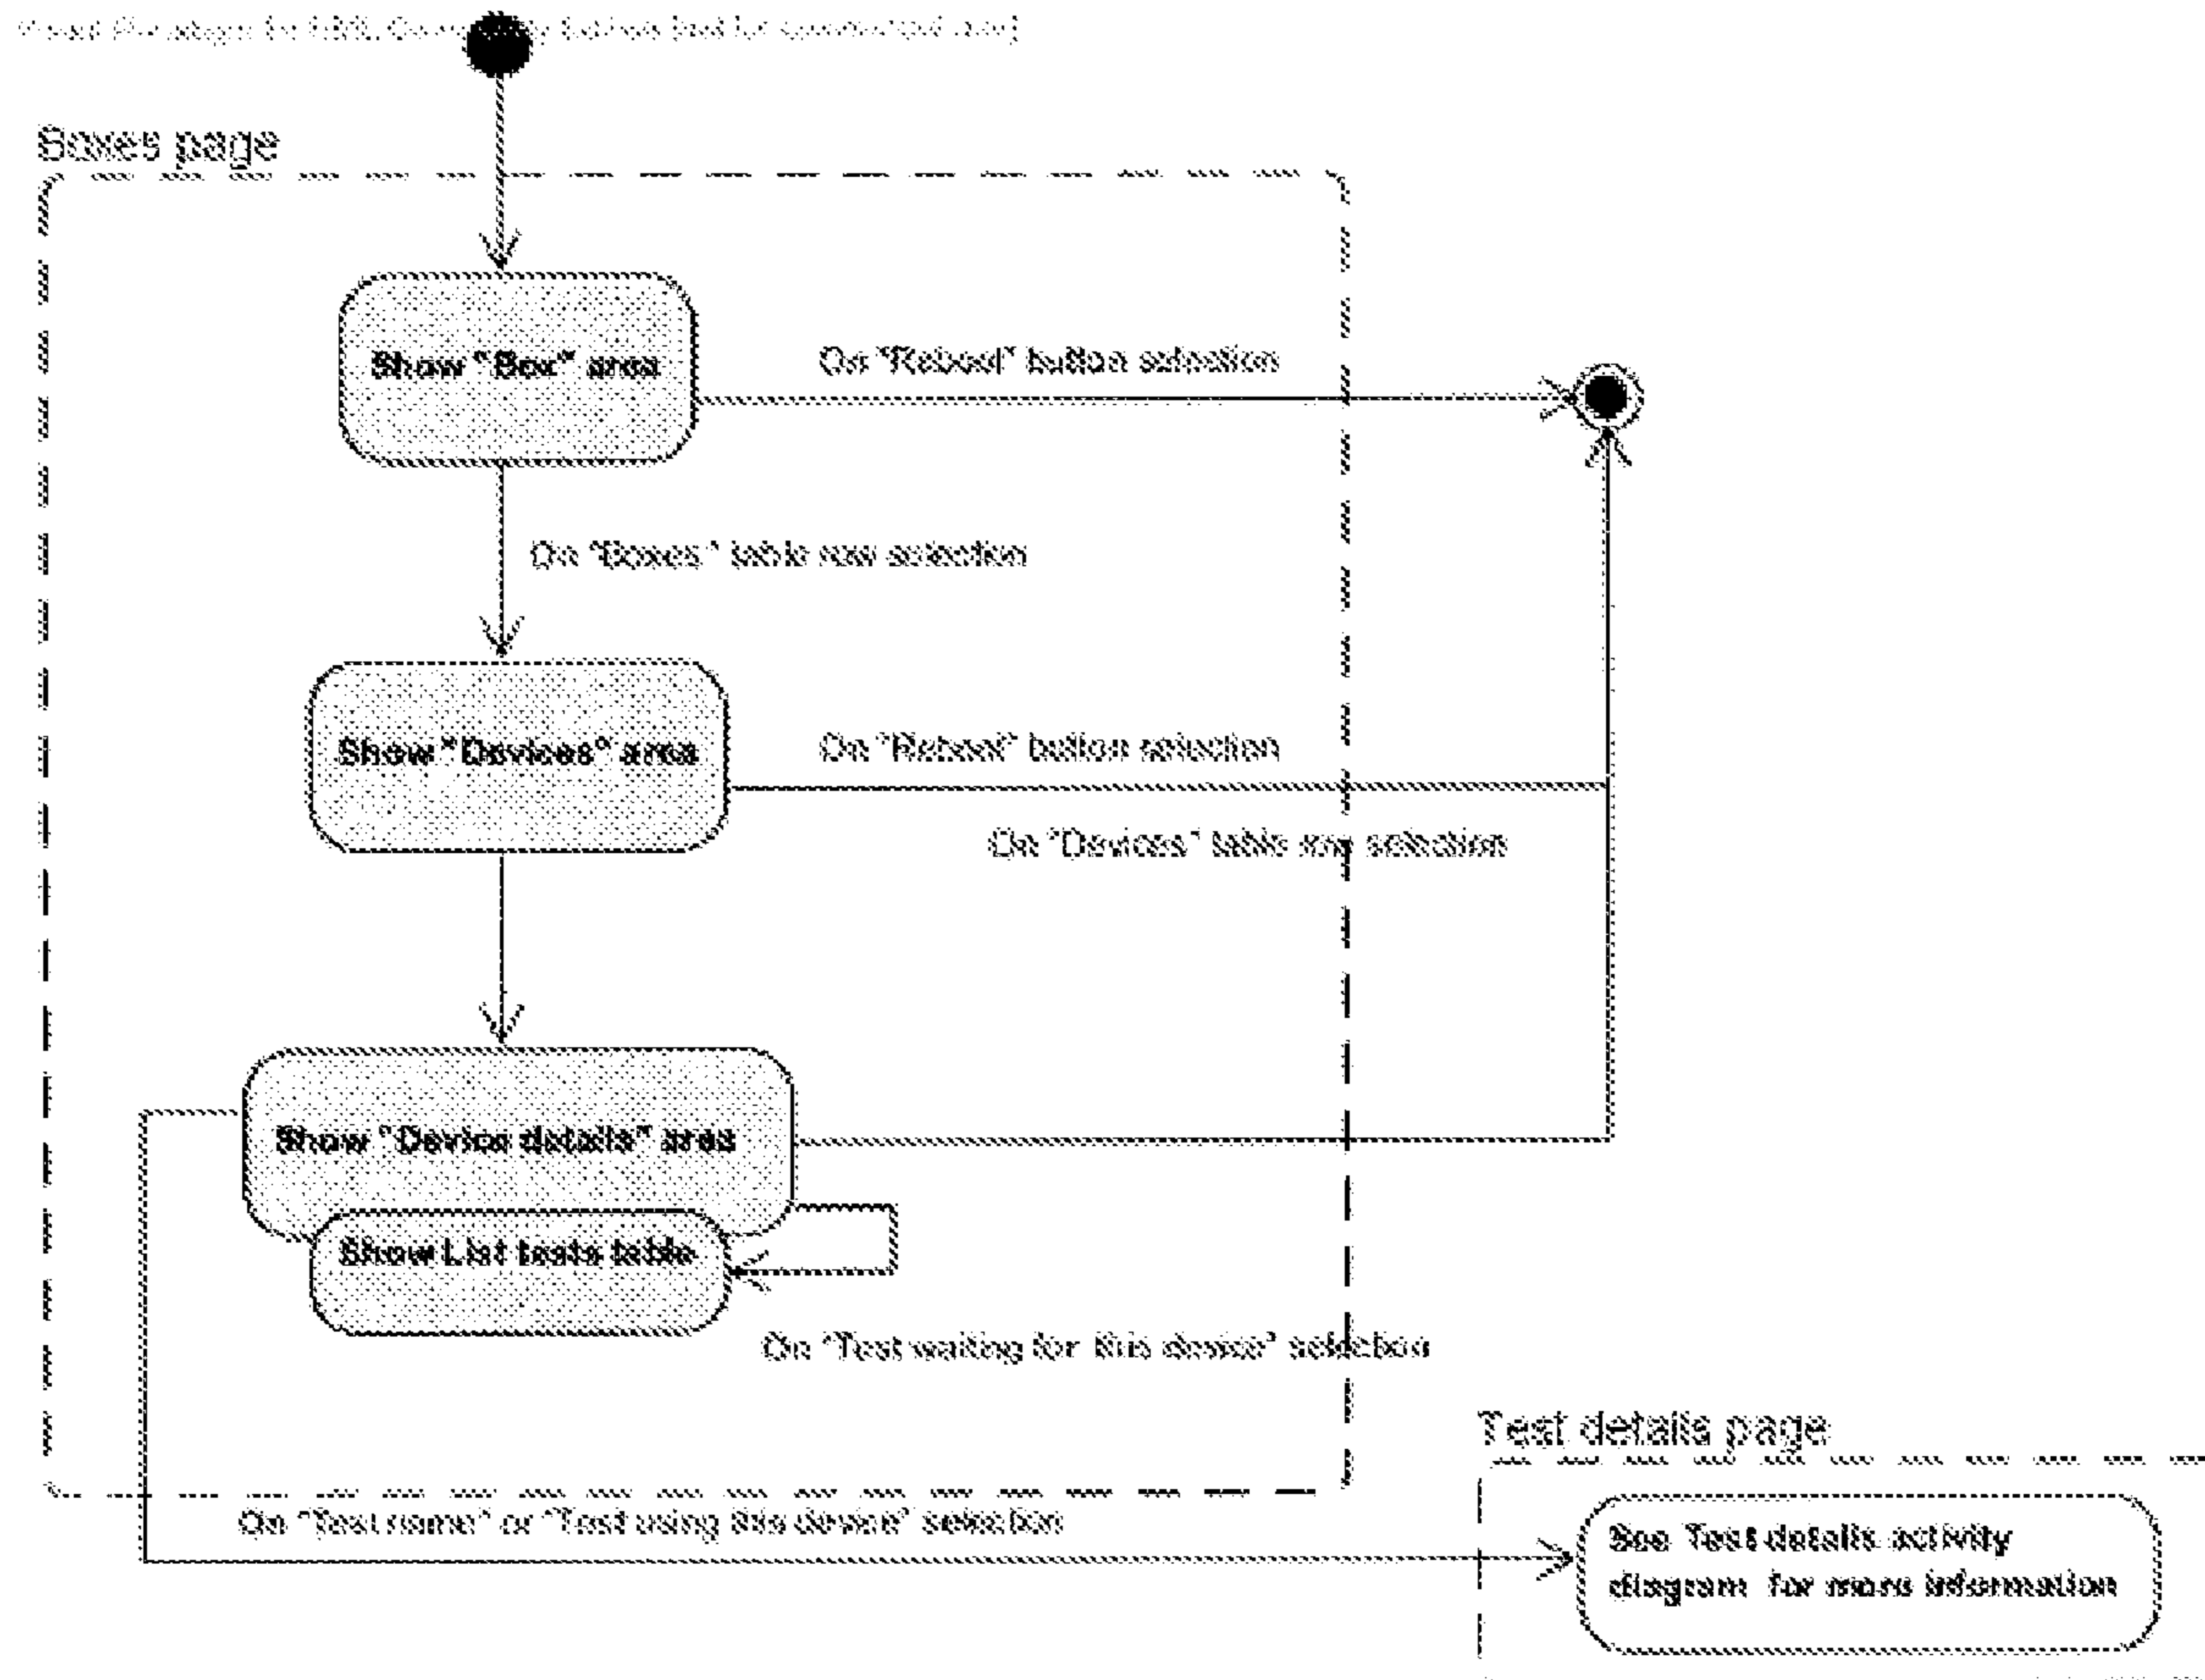 Boxes page
Show "Box" area
On "Reboot" button selection
On "Boxes" table row selection
Show "Devices" area
On "Reboot" button selection
On "Devices" table row selection
Show "Device details" area
Show List tests table
On "Test waiting for this device" selection
Test details page
On "Test name" or "Test using this device" selection
See Test details activity
diagram for more information